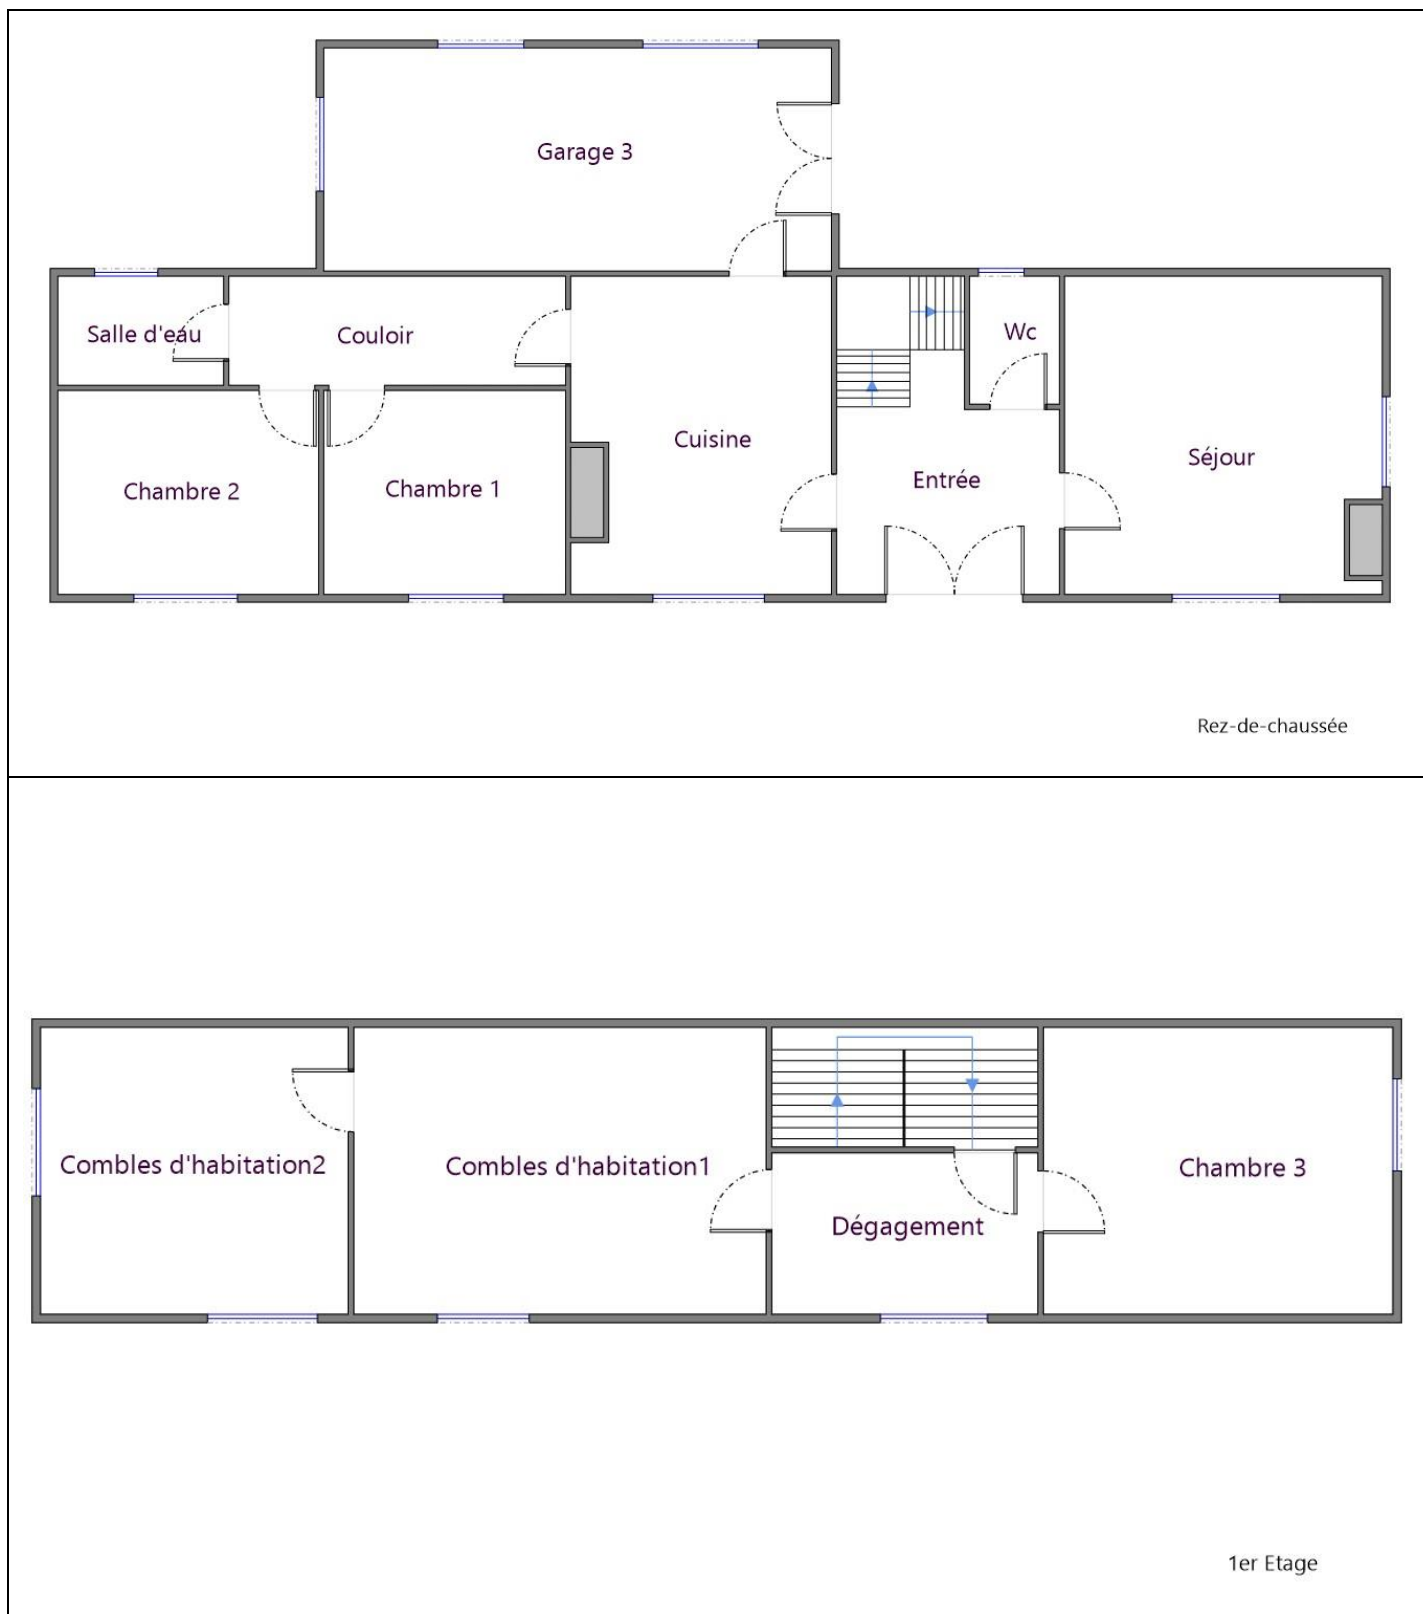 Garage 3
Salle d'eau
Couloir
Wc
Cuisine
Séjour
Entrée
Chambre 2
Chambre 1
Rez-de-chaussée
Combles d'habitation2
Combles d'habitation1
Chambre 3
Dégagement
1er Etage